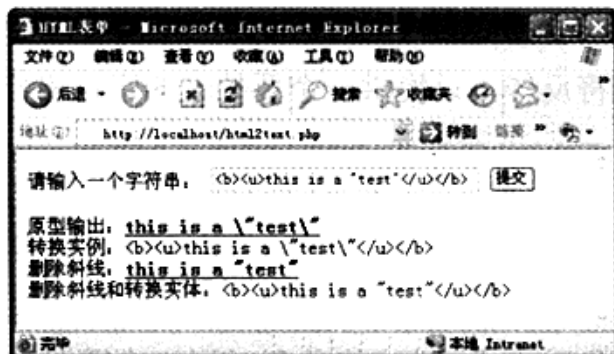 HTML表单 - Microsoft Internet Explorer
文件(F) 编辑(E) 查看(V) 收藏(A) 工具(T) 帮助(H)
后退 搜索 收藏夹
地址(D) http://localhost/html2text.php 转到 链接 »
请输入一个字符串: <b><u>this is a "test"</u></b> 提交
原型输出: this is a \"test\"
转换实例: <b><u>this is a \"test\"</u></b>
删除斜线: this is a "test"
删除斜线和转换实体: <b><u>this is a "test"</u></b>
完毕 本地 Intranet